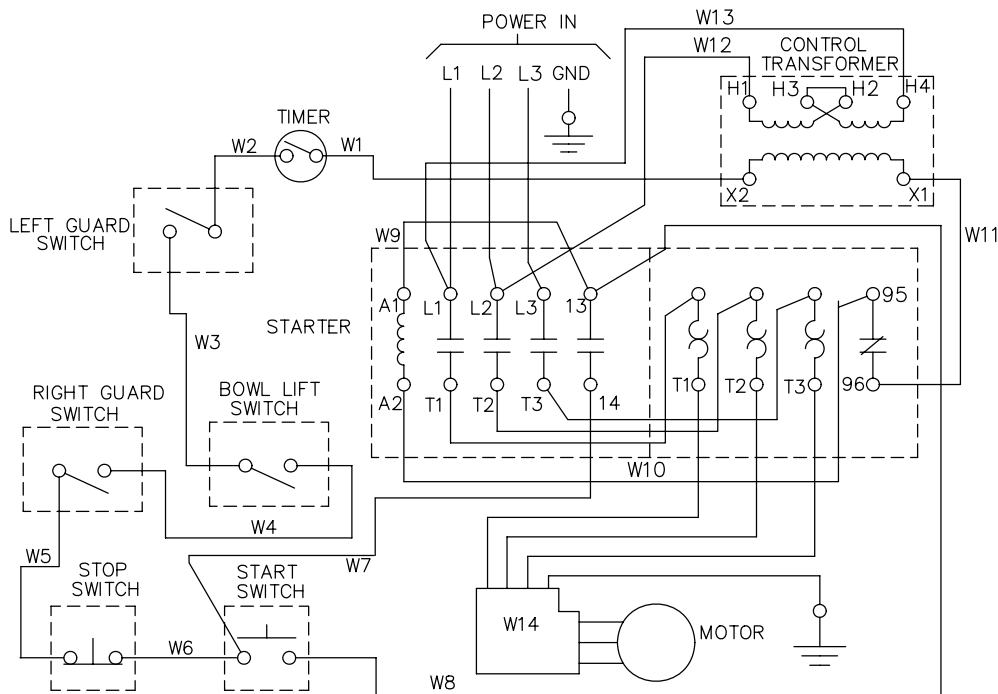 W13
POWER IN
W12
CONTROL
TRANSFORMER
L1 L2 L3 GND
H1 H3 H2 H4
TIMER
W2 W1
X2 X1
LEFT GUARD
SWITCH
W9
W11
A1 L1 L2 L3 13 95
STARTER
W3
RIGHT GUARD
SWITCH
BOWL LIFT
SWITCH
A2 T1 T2 T3 14 T1 T2 T3 96
W10
W4
W5
W7
STOP
SWITCH
START
SWITCH
W14
MOTOR
W6
W8